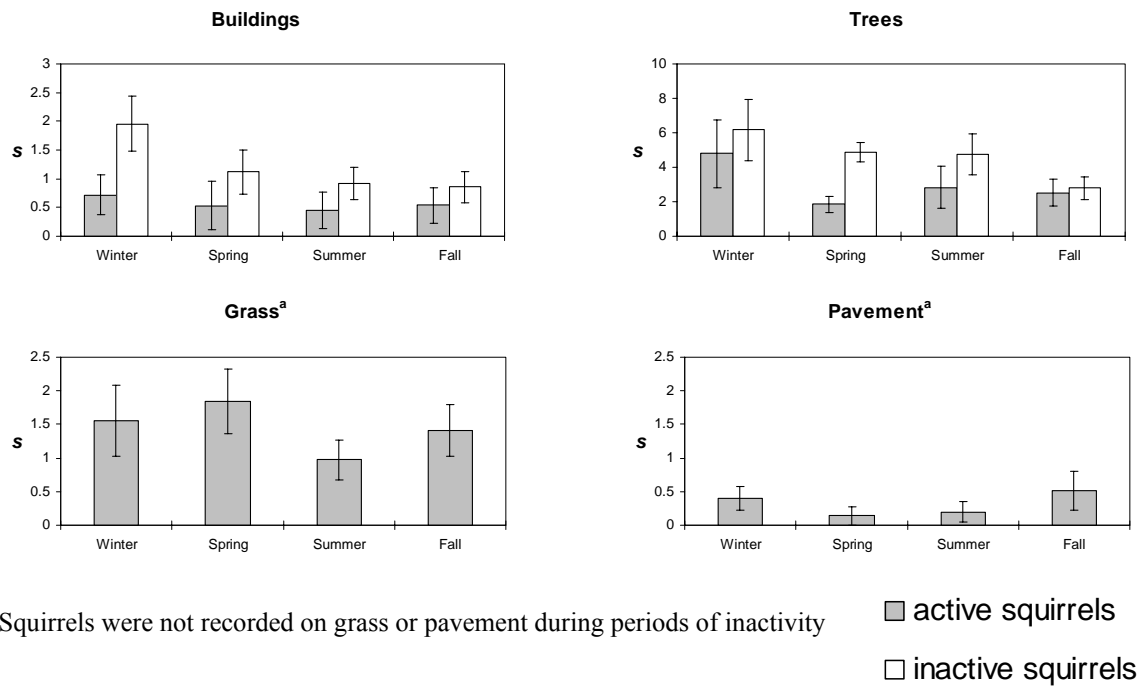 Buildings
3
2.5
2
1.5
1
0.5
0
s
Winter Spring Summer Fall
Trees
10
8
6
4
2
0
s
Winter Spring Summer Fall
Grassᵃ
2.5
2
1.5
1
0.5
0
s
Winter Spring Summer Fall
Pavementᵃ
2.5
2
1.5
1
0.5
0
s
Winter Spring Summer Fall
Squirrels were not recorded on grass or pavement during periods of inactivity
active squirrels
inactive squirrels